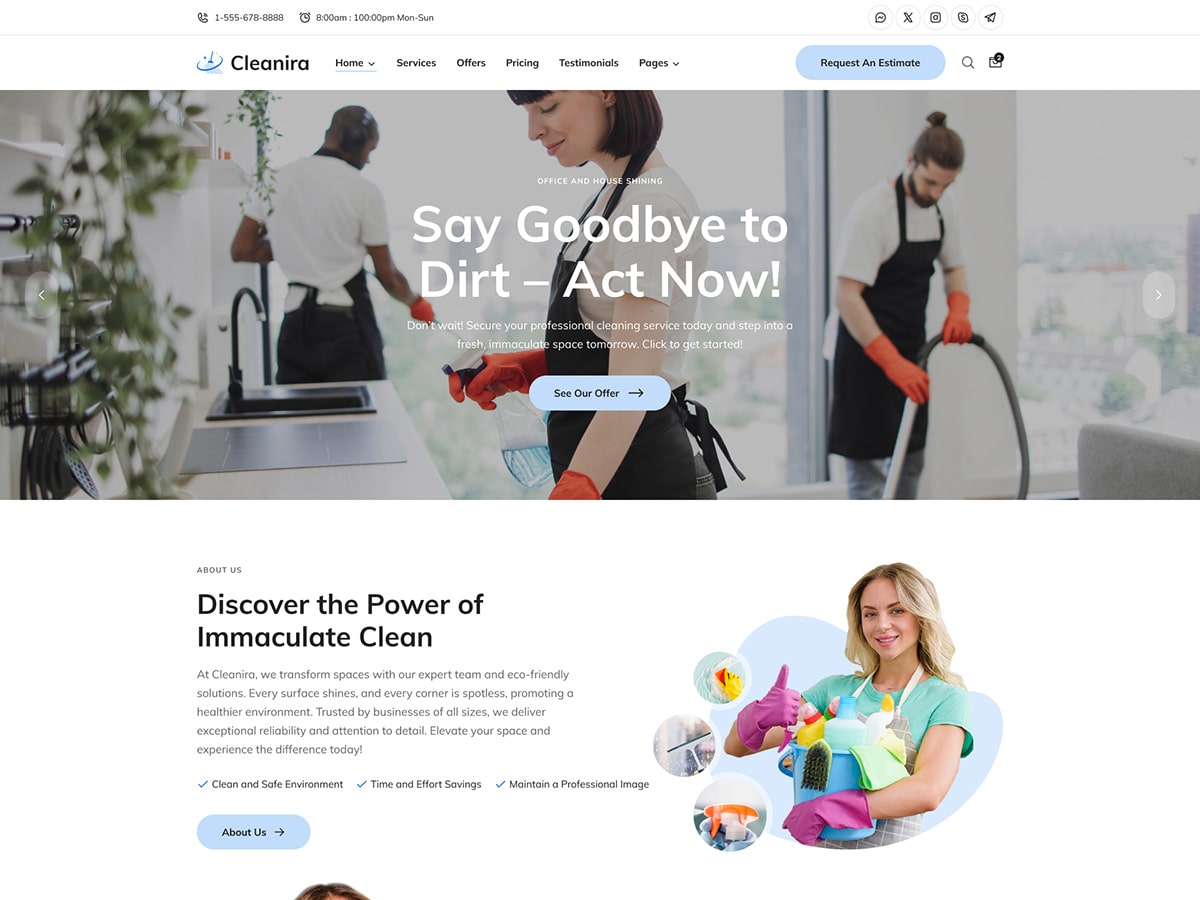 1-555-678-8888 8:00am : 100:00pm Mon-Sun
Cleanira Home Services Offers Pricing Testimonials Pages Request An Estimate 2
OFFICE AND HOUSE SHINING
Say Goodbye to
Dirt – Act Now!
Don't wait! Secure your professional cleaning service today and step into a
fresh, immaculate space tomorrow. Click to get started!
See Our Offer
ABOUT US
Discover the Power of
Immaculate Clean
At Cleanira, we transform spaces with our expert team and eco-friendly
solutions. Every surface shines, and every corner is spotless, promoting a
healthier environment. Trusted by businesses of all sizes, we deliver
exceptional reliability and attention to detail. Elevate your space and
experience the difference today!
Clean and Safe Environment Time and Effort Savings Maintain a Professional Image
About Us